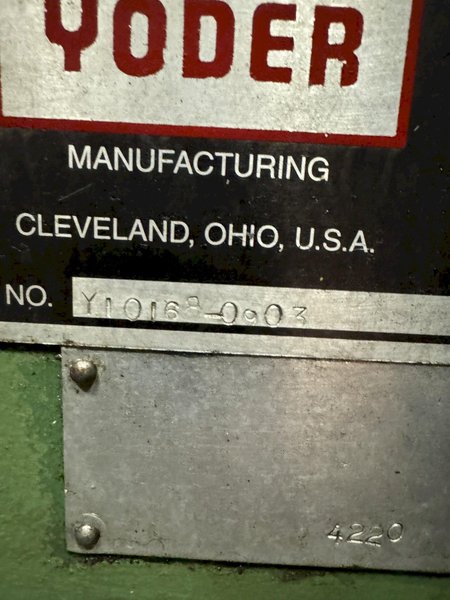 YODER
MANUFACTURING
CLEVELAND, OHIO, U.S.A.
NO. Y10168-0903
4220